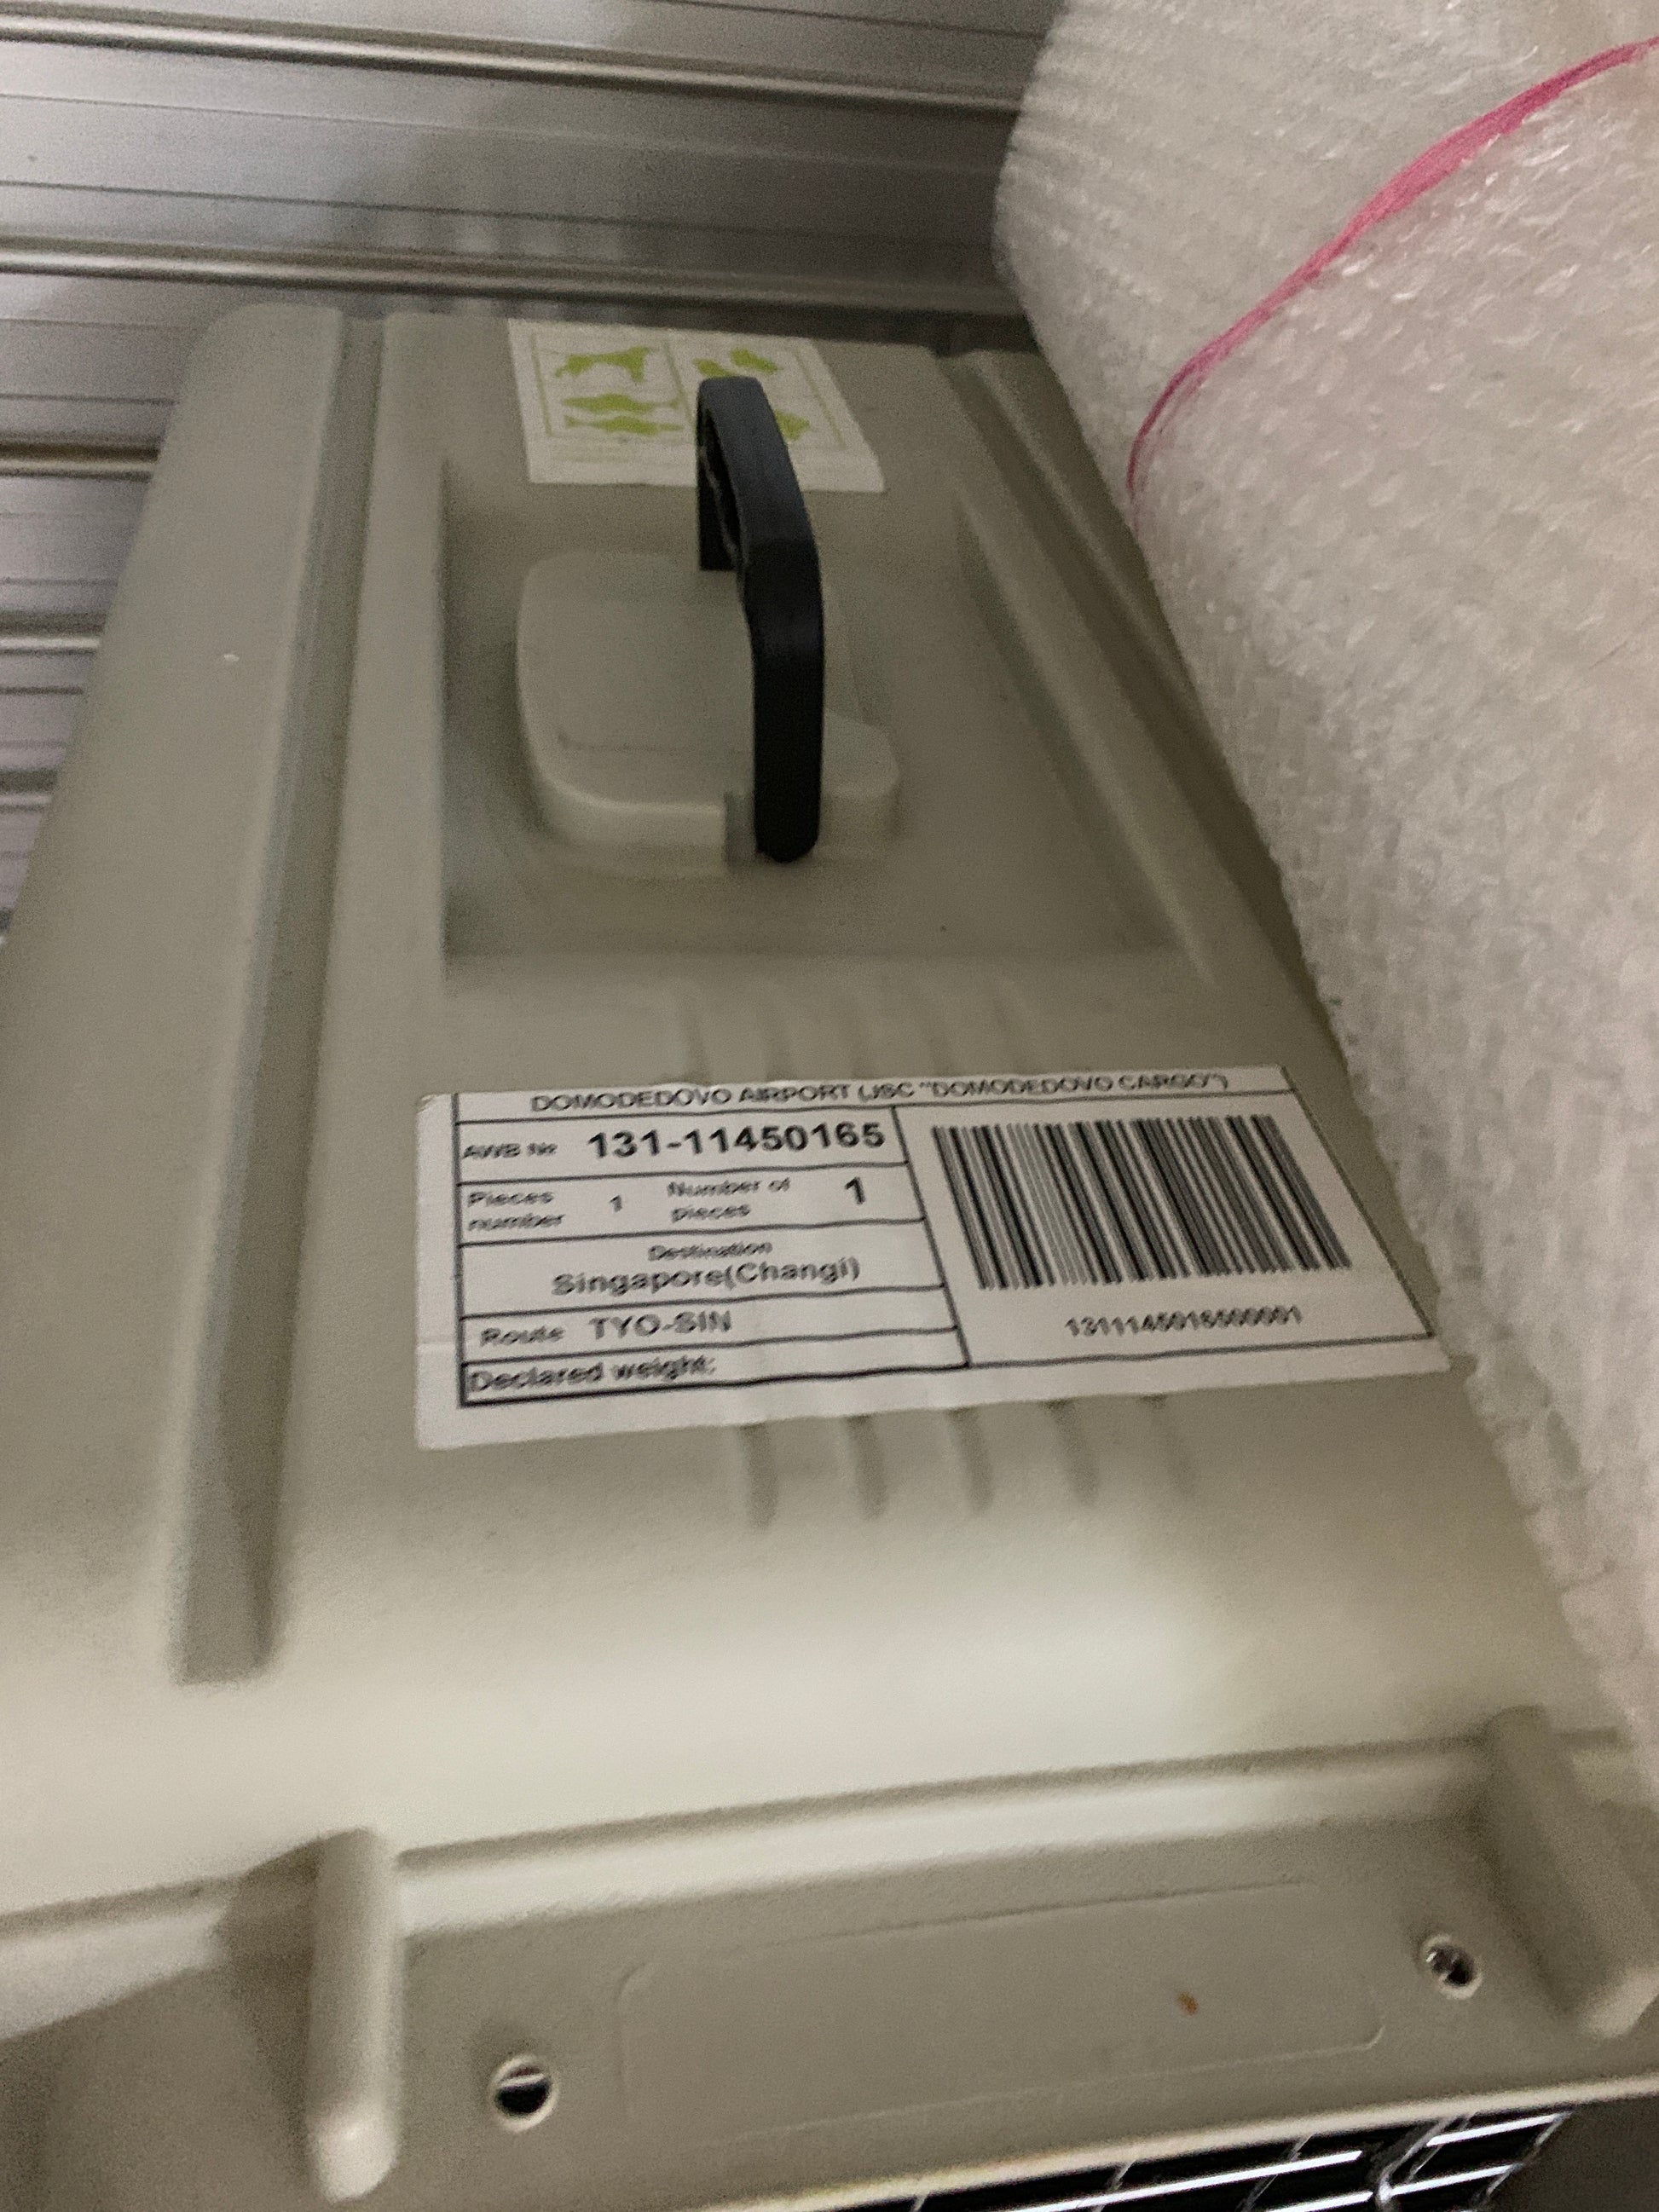 DOMODEDOVO AIRPORT (JSC "DOMODEDOVO CARGO")
AWB № 131-11450165
Pieces number 1 Number of pieces 1
Destination
Singapore(Changi)
Route TYO-SIN
Declared weight:
1311145016500001